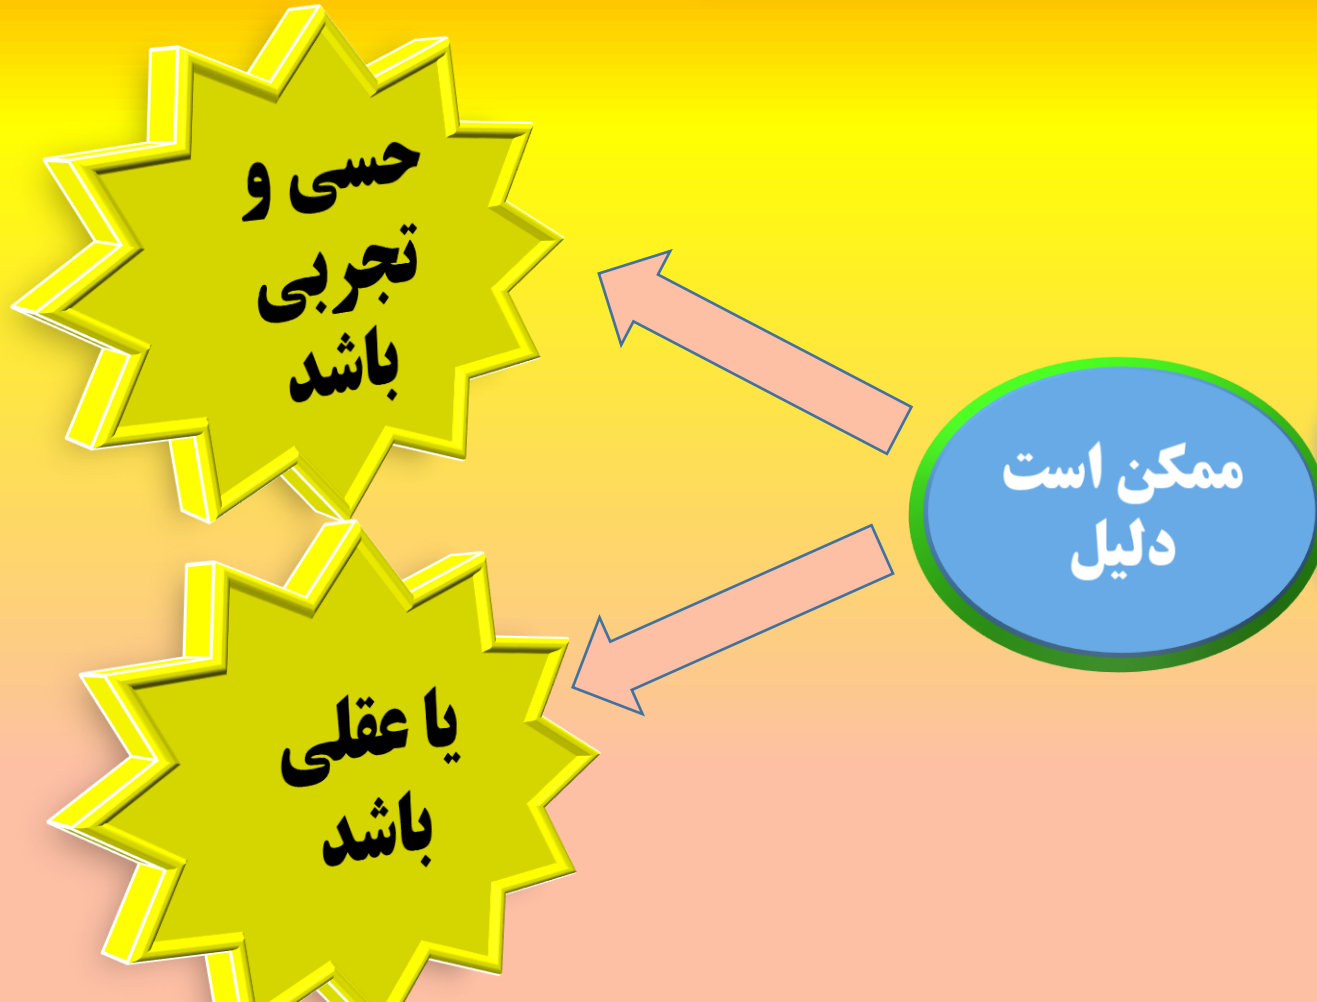 ممکن است
دلیل
حسی و
تجربی
باشد
یا عقلی
باشد